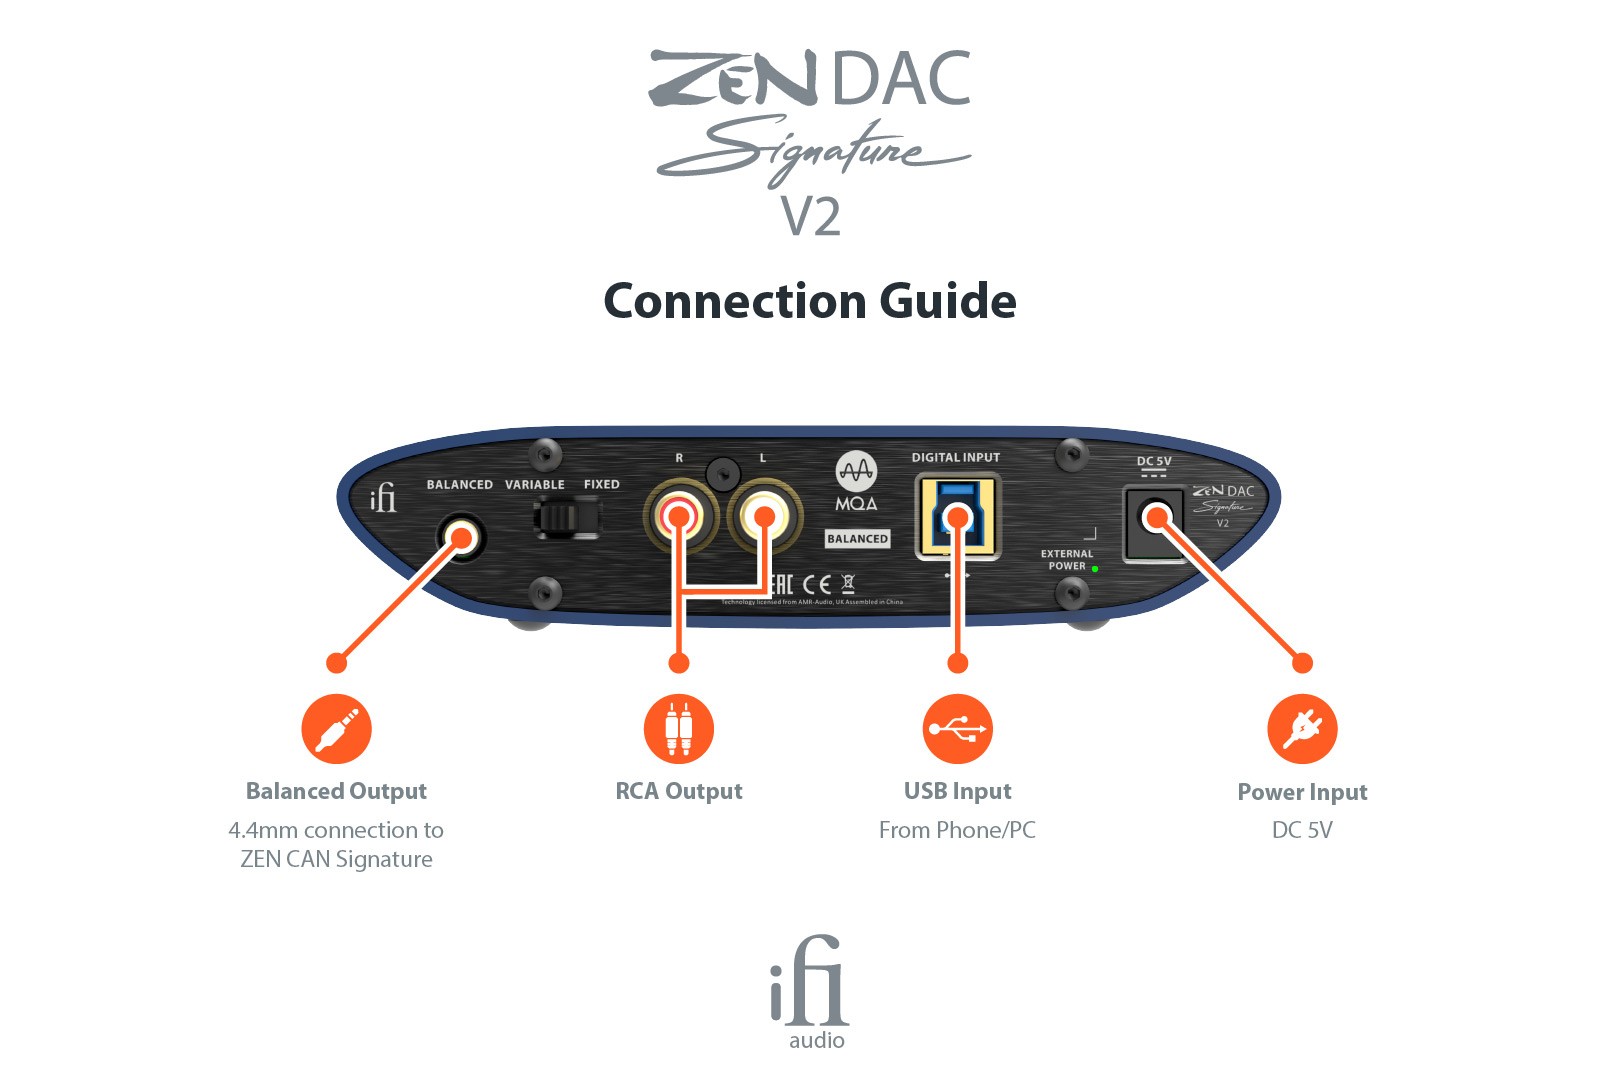 ZEN DAC
Signature
V2
Connection Guide
ifi
BALANCED
VARIABLE
FIXED
R
L
MQA
BALANCED
DIGITAL INPUT
EXTERNAL
POWER
DC 5V
ZEN DAC
Signature
V2
EAC CE
Technology licensed from AMR-Audio, UK Assembled in China
Balanced Output
4.4mm connection to
ZEN CAN Signature
RCA Output
USB Input
From Phone/PC
Power Input
DC 5V
ifi
audio